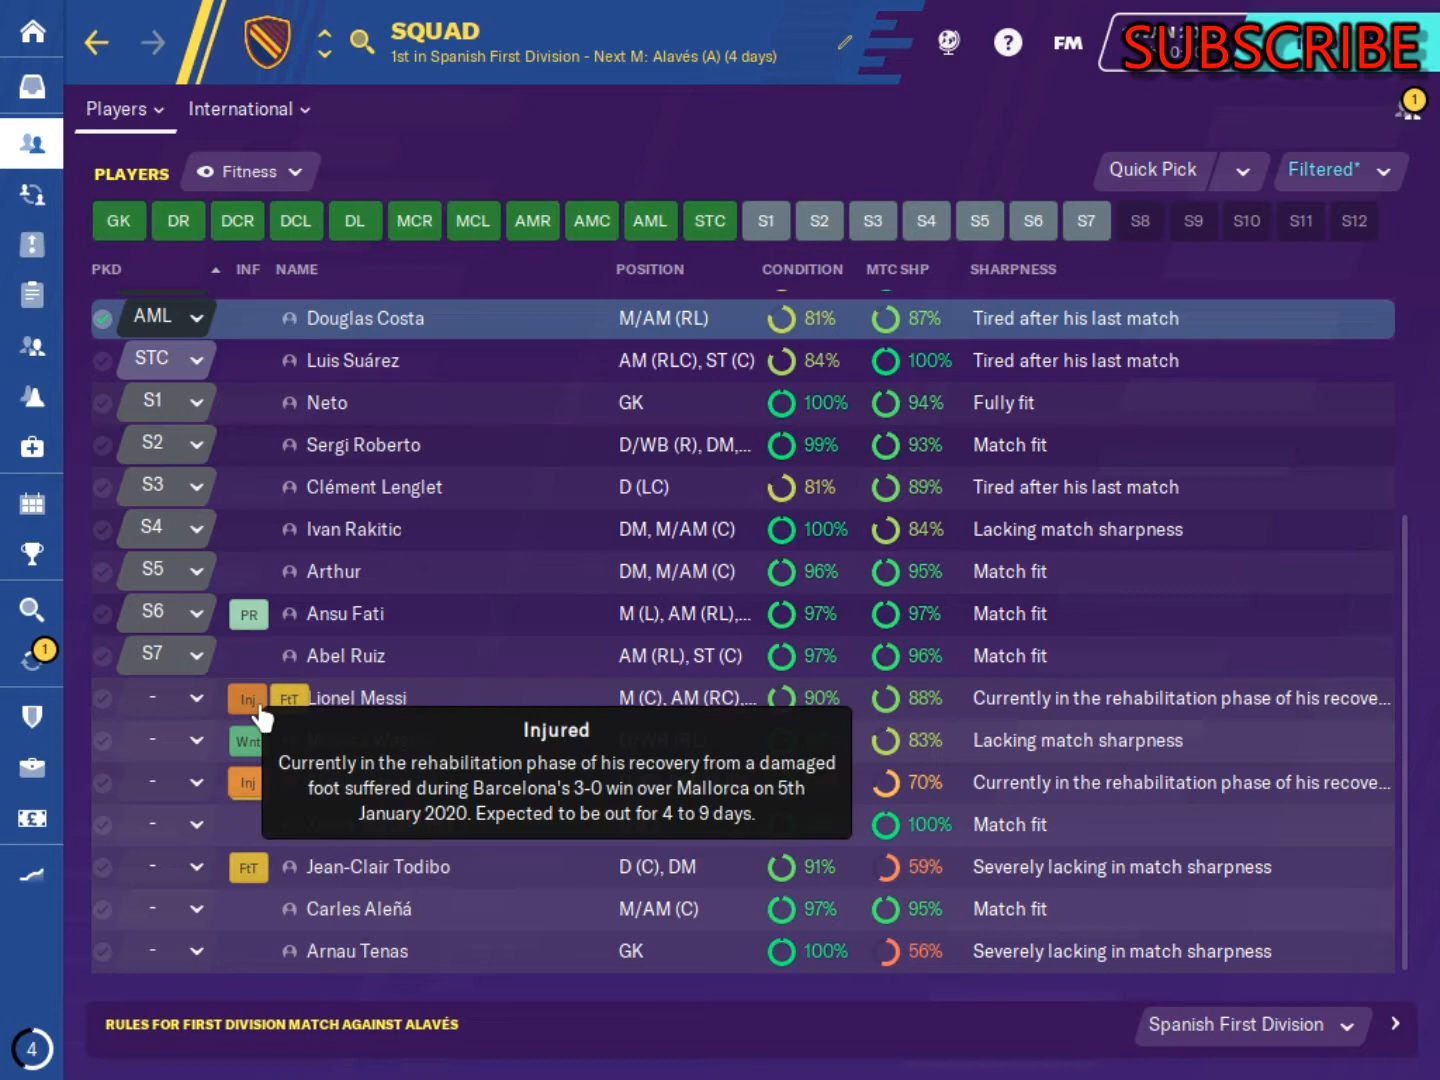 SQUAD
1st in Spanish First Division - Next M: Alavés (A) (4 days)
FM
SUBSCRIBE
Players
International
1
PLAYERS
Fitness
Quick Pick
Filtered*
GK DR DCR DCL DL MCR MCL AMR AMC AML STC S1 S2 S3 S4 S5 S6 S7 S8 S9 S10 S11 S12
PKD INF NAME POSITION CONDITION MTC SHP SHARPNESS
AML Douglas Costa M/AM (RL) 81% 87% Tired after his last match
STC Luis Suárez AM (RLC), ST (C) 84% 100% Tired after his last match
S1 Neto GK 100% 94% Fully fit
S2 Sergi Roberto D/WB (R), DM,... 99% 93% Match fit
S3 Clément Lenglet D (LC) 81% 89% Tired after his last match
S4 Ivan Rakitic DM, M/AM (C) 100% 84% Lacking match sharpness
S5 Arthur DM, M/AM (C) 96% 95% Match fit
S6 PR Ansu Fati M (L), AM (RL),... 97% 97% Match fit
1
S7 Abel Ruiz AM (RL), ST (C) 97% 96% Match fit
- Inj FtT Lionel Messi M (C), AM (RC),... 90% 88% Currently in the rehabilitation phase of his recove...
- Wnt 83% Lacking match sharpness
- Inj 70% Currently in the rehabilitation phase of his recove...
- 100% Match fit
Injured
Currently in the rehabilitation phase of his recovery from a damaged
foot suffered during Barcelona's 3-0 win over Mallorca on 5th
January 2020. Expected to be out for 4 to 9 days.
- FtT Jean-Clair Todibo D (C), DM 91% 59% Severely lacking in match sharpness
- Carles Aleñá M/AM (C) 97% 95% Match fit
- Arnau Tenas GK 100% 56% Severely lacking in match sharpness
RULES FOR FIRST DIVISION MATCH AGAINST ALAVÉS
Spanish First Division
4